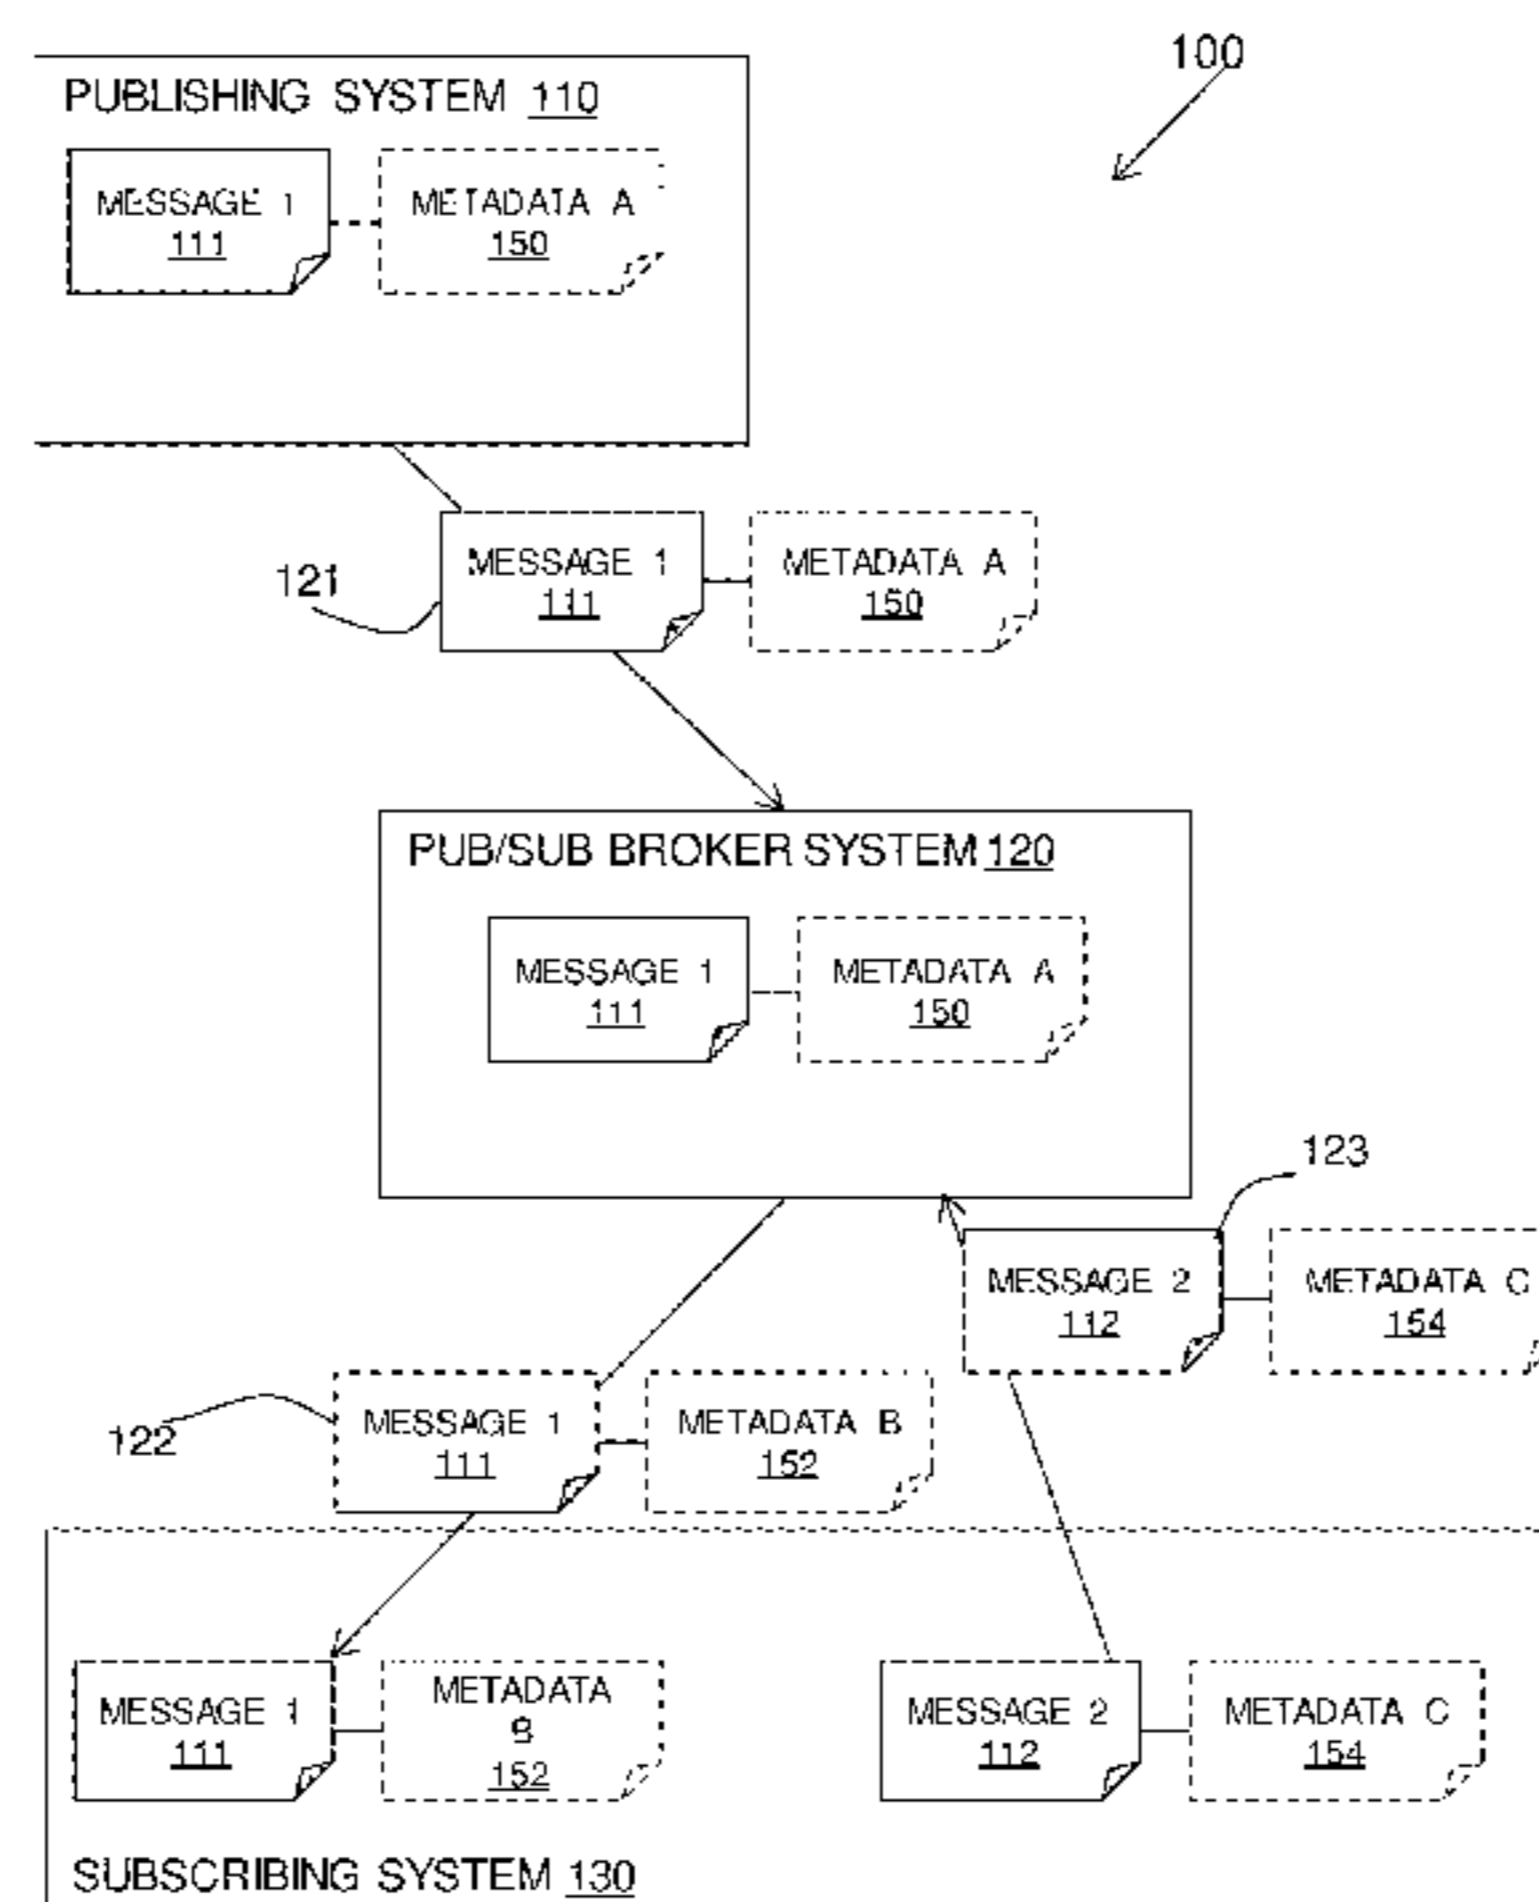 100
PUBLISHING SYSTEM 110
MESSAGE 1
111
METADATA A
150
121
MESSAGE 1
111
METADATA A
150
PUB/SUB BROKER SYSTEM 120
MESSAGE 1
111
METADATA A
150
123
MESSAGE 2
112
METADATA C
154
122
MESSAGE 1
111
METADATA B
152
MESSAGE 1
111
METADATA
B
152
MESSAGE 2
112
METADATA C
154
SUBSCRIBING SYSTEM 130